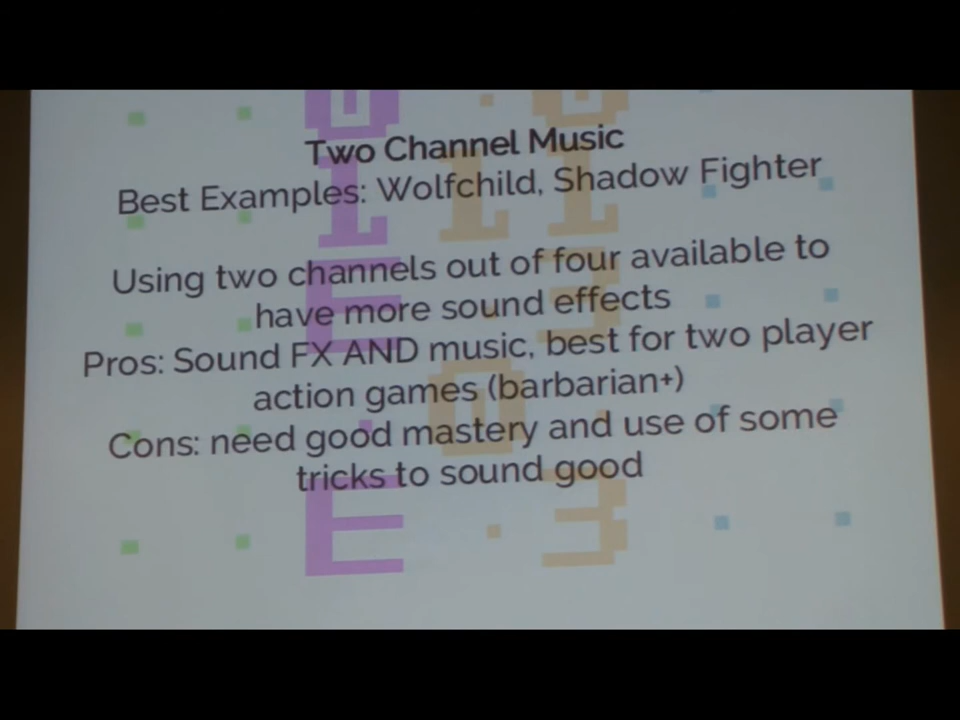 Two Channel Music
Best Examples: Wolfchild, Shadow Fighter
Using two channels out of four available to
have more sound effects
Pros: Sound FX AND music, best for two player
action games (barbarian+)
Cons: need good mastery and use of some
tricks to sound good